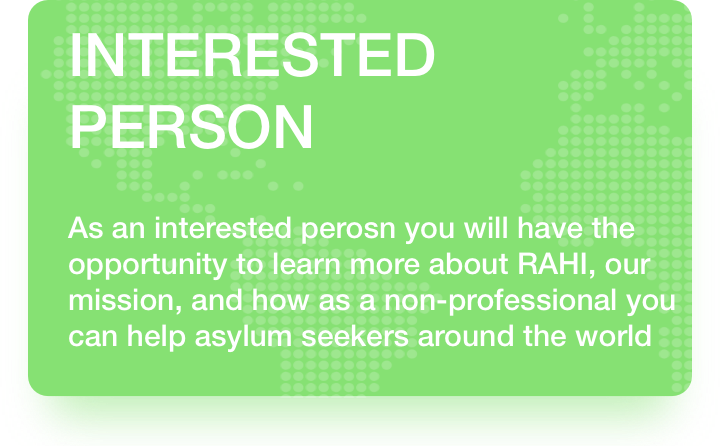 INTERESTED
PERSON
As an interested perosn you will have the
opportunity to learn more about RAHI, our
mission, and how as a non-professional you
can help asylum seekers around the world